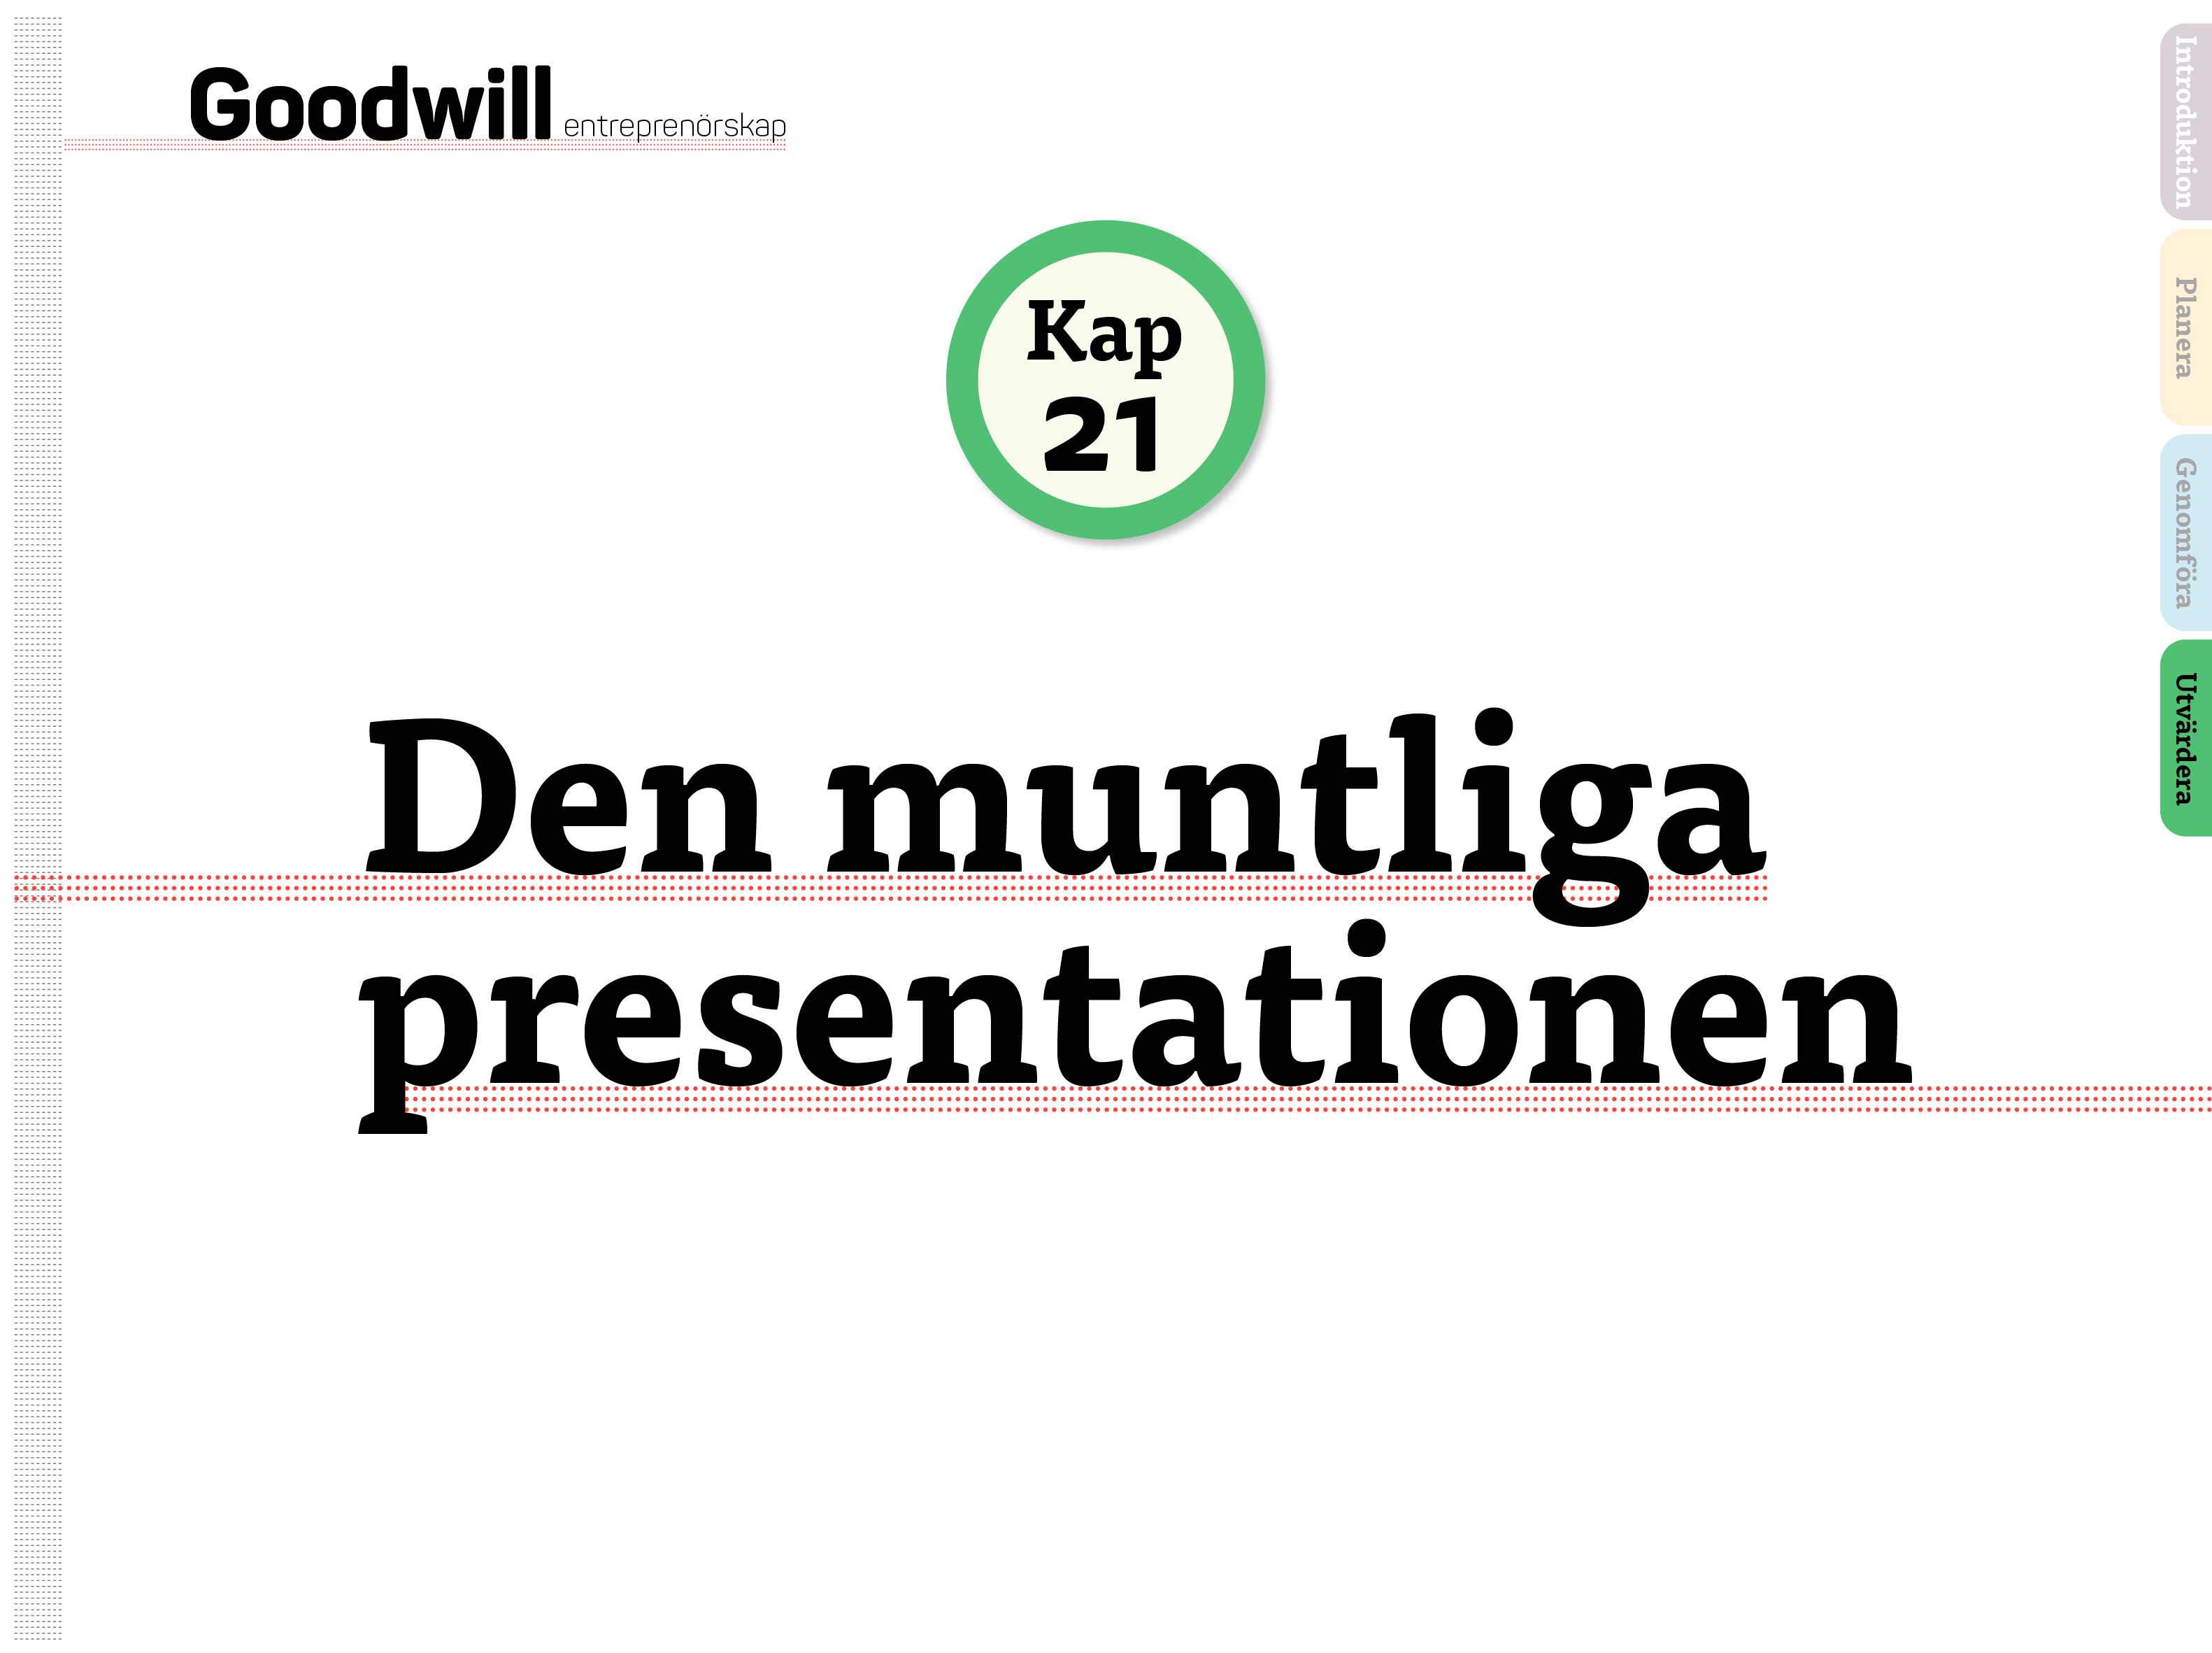 Goodwill entreprenörskap
Kap
21
Den muntliga
presentationen
Introduktion
Planera
Genomföra
Utvärdera